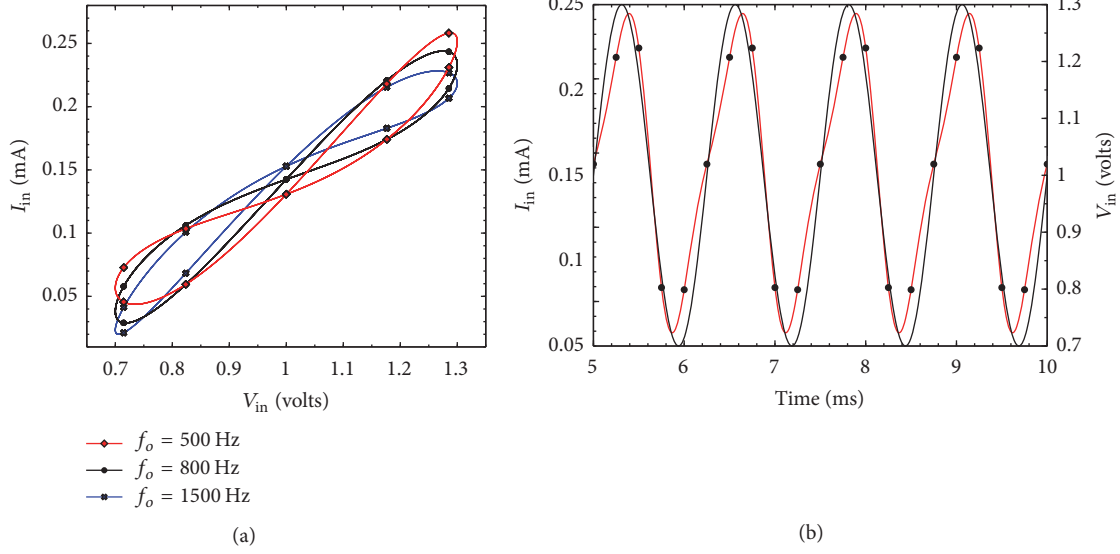 0.25
0.2
0.15
0.1
0.05
I_in (mA)
0.7 0.8 0.9 1 1.1 1.2 1.3
V_in (volts)
f_o = 500 Hz
f_o = 800 Hz
f_o = 1500 Hz
(a)
0.25
0.2
0.15
0.1
0.05
I_in (mA)
1.3
1.2
1.1
1
0.9
0.8
0.7
V_in (volts)
5 6 7 8 9 10
Time (ms)
(b)